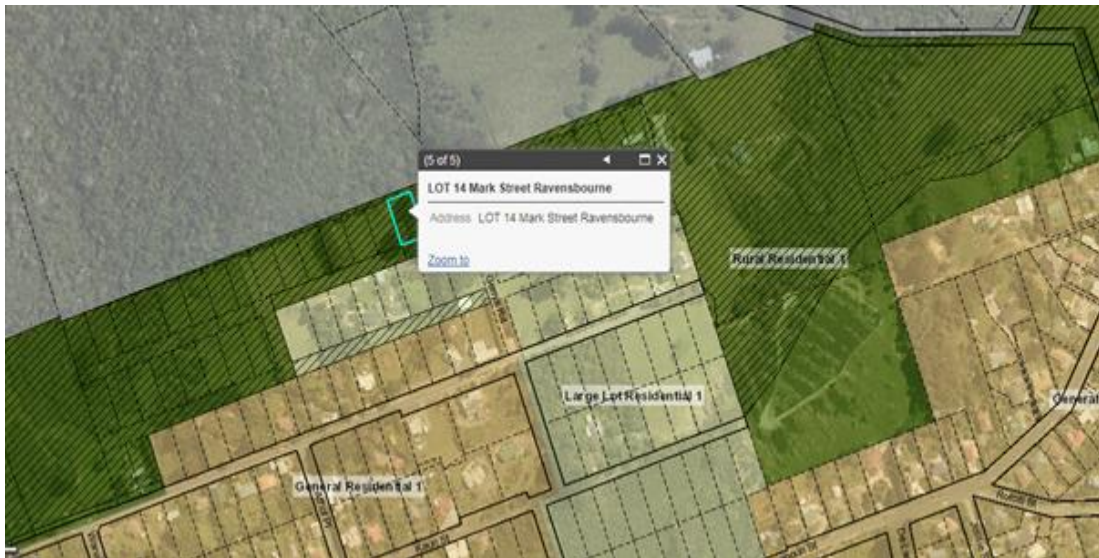 (5 of 5)
LOT 14 Mark Street Ravensbourne
Address LOT 14 Mark Street Ravensbourne
Zoom to
Rural Residential 1
Large Lot Residential 1
General
General Residential 1